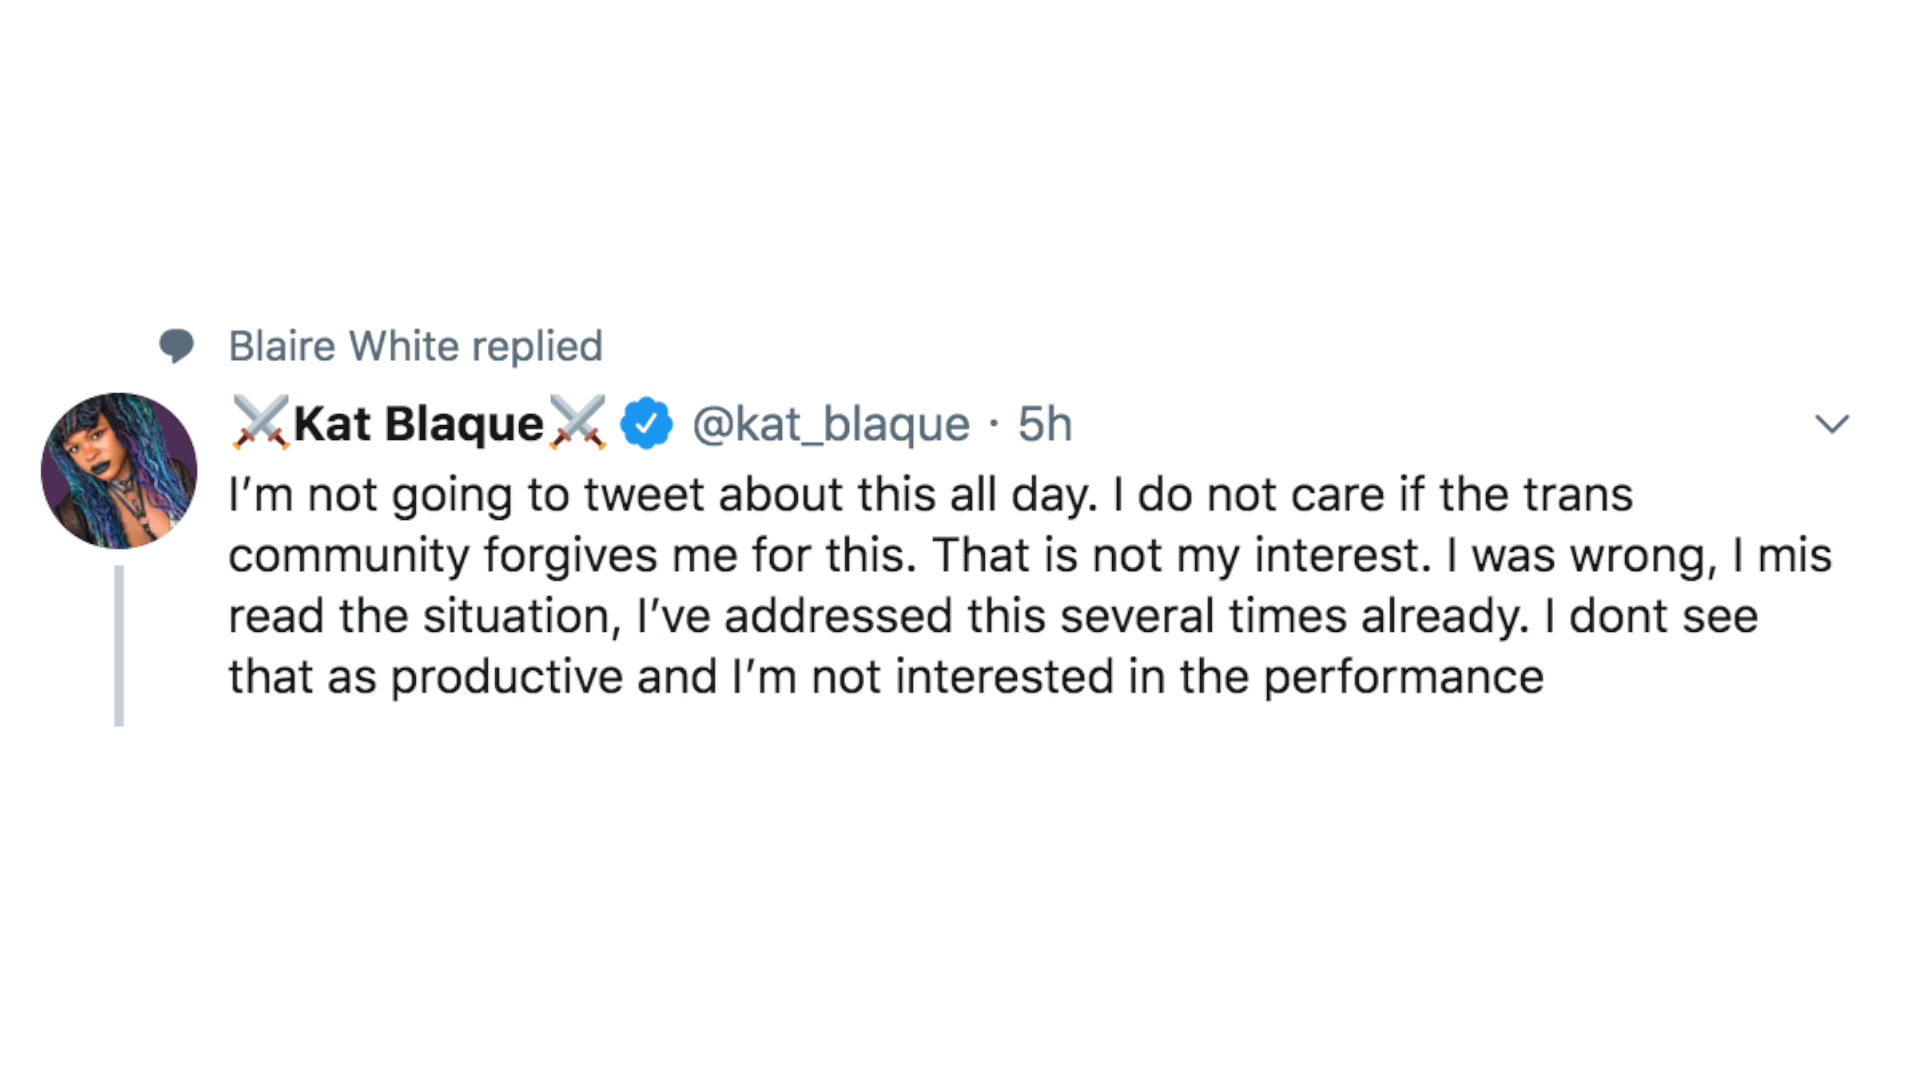 Blaire White replied
⚔️Kat Blaque⚔️ @kat_blaque · 5h
I’m not going to tweet about this all day. I do not care if the trans
community forgives me for this. That is not my interest. I was wrong, I mis
read the situation, I’ve addressed this several times already. I dont see
that as productive and I’m not interested in the performance